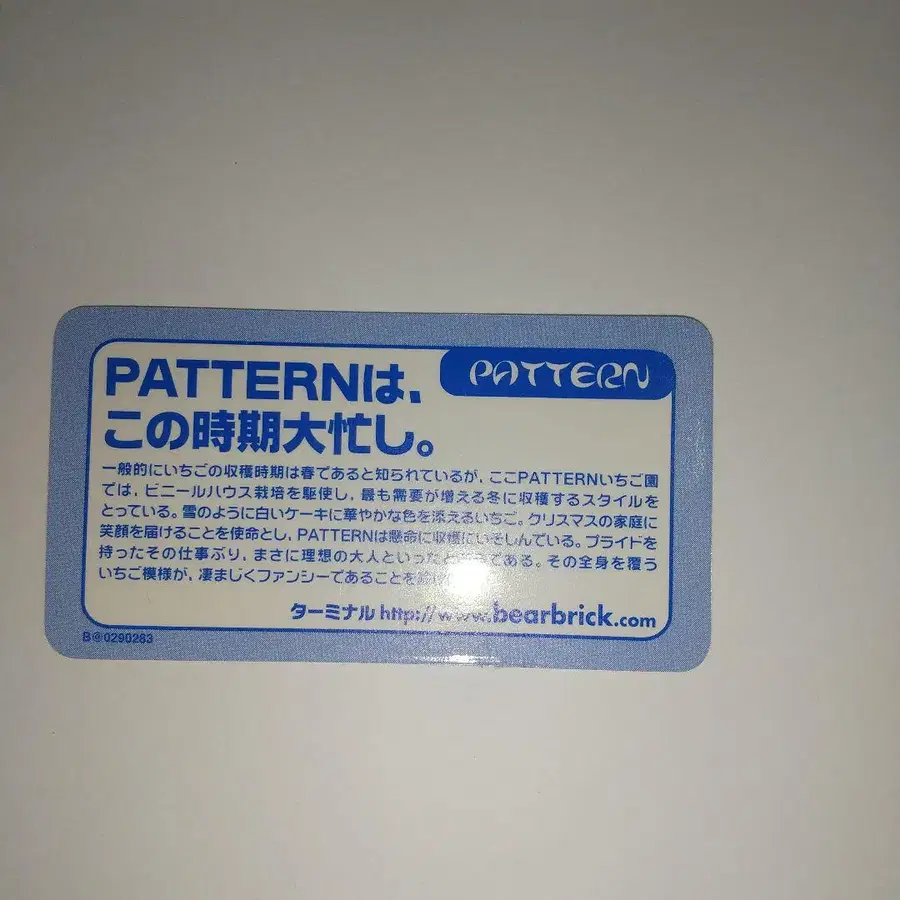 PATTERNは、
PATTERN
この時期大忙し。
一般的にいちごの収穫時期は春であると知られているが、ここPATTERNいちご園
では、ビニールハウス栽培を駆使し、最も需要が増える冬に収穫するスタイルを
とっている。雪のように白いケーキに華やかな色を添えるいちご。クリスマスの家庭に
笑顔を届けることを使命とし、PATTERNは懸命に収穫にいそしんでいる。プライドを
持ったその仕事ぶり、まさに理想の大人といったところである。その全身を覆う
いちご模様が、凄まじくファンシーであることを
ターミナル http://www.bearbrick.com
B@0290263